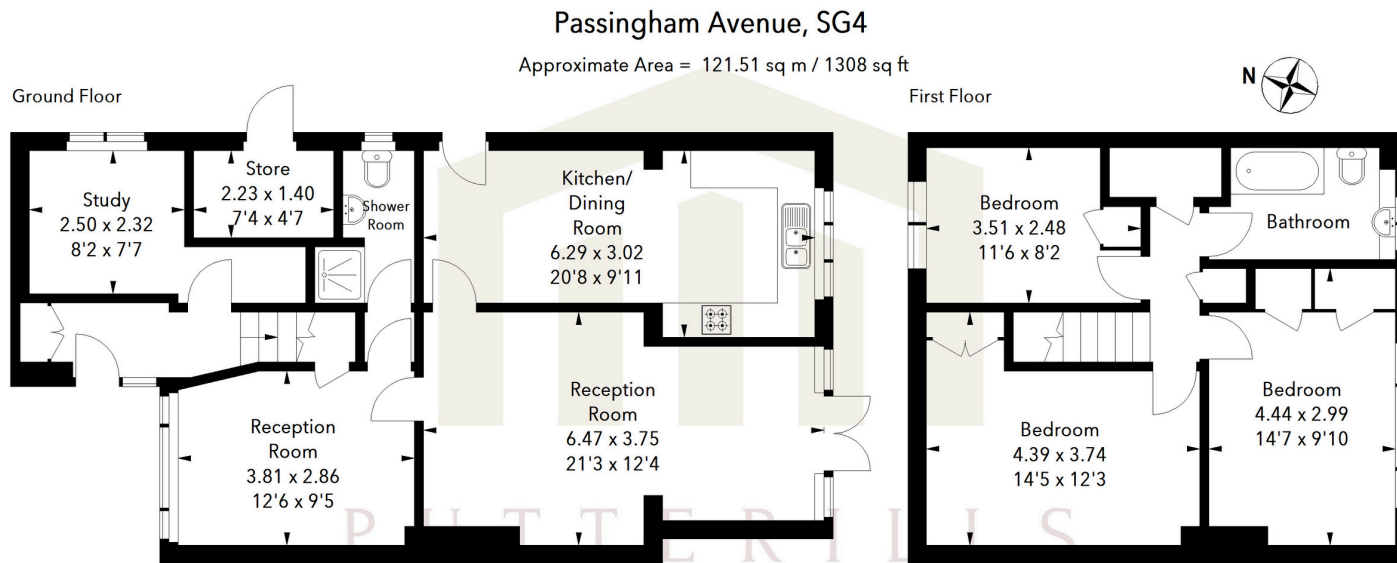 Passingham Avenue, SG4
Approximate Area = 121.51 sq m / 1308 sq ft
Ground Floor
Study
2.50 x 2.32
8'2 x 7'7
Store
2.23 x 1.40
7'4 x 4'7
Shower
Room
Kitchen/
Dining
Room
6.29 x 3.02
20'8 x 9'11
Reception
Room
3.81 x 2.86
12'6 x 9'5
Reception
Room
6.47 x 3.75
21'3 x 12'4
First Floor
N
Bedroom
3.51 x 2.48
11'6 x 8'2
Bathroom
Bedroom
4.39 x 3.74
14'5 x 12'3
Bedroom
4.44 x 2.99
14'7 x 9'10
PUTTERILLS